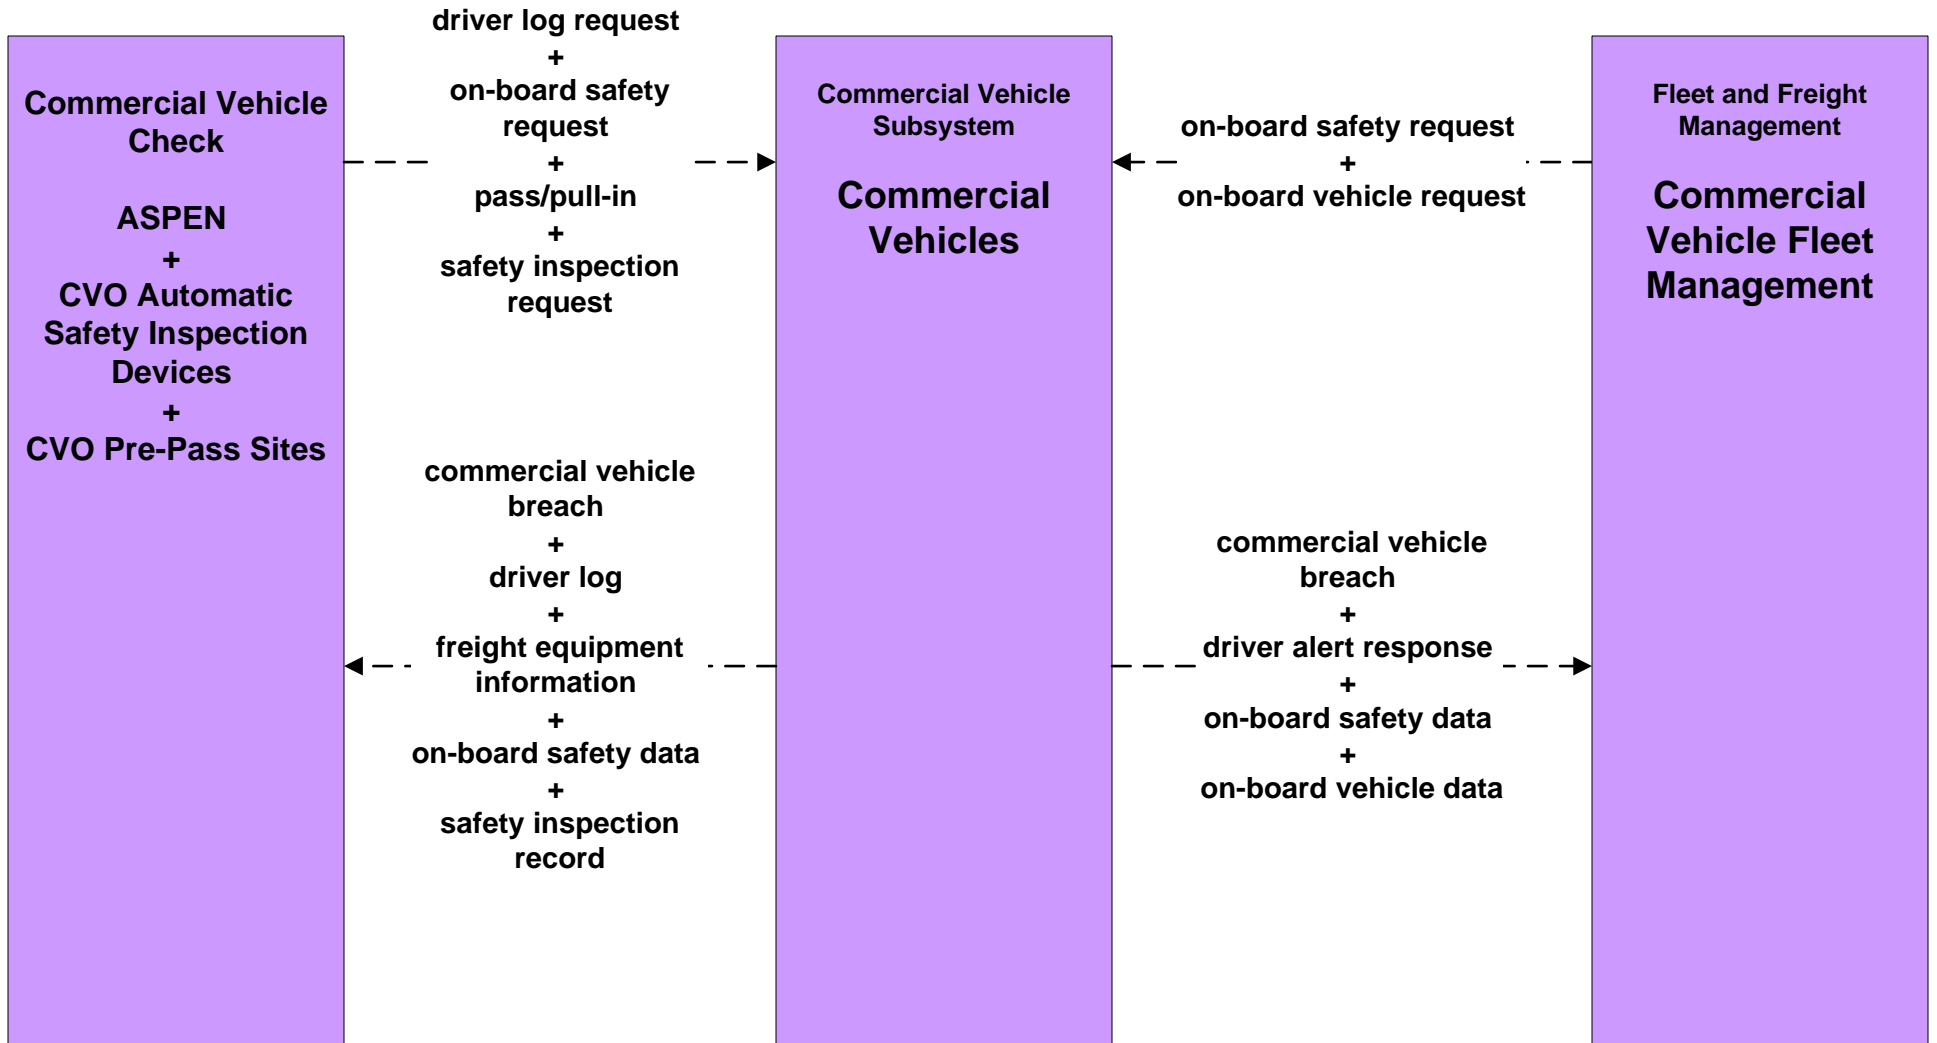 Commercial Vehicle
Check
ASPEN
+
CVO Automatic
Safety Inspection
Devices
+
CVO Pre-Pass Sites
driver log request
+
on-board safety
request
+
pass/pull-in
+
safety inspection
request
commercial vehicle
breach
+
driver log
+
freight equipment
information
+
on-board safety data
+
safety inspection
record
Commercial Vehicle
Subsystem
Commercial
Vehicles
on-board safety request
+
on-board vehicle request
commercial vehicle
breach
+
driver alert response
+
on-board safety data
+
on-board vehicle data
Fleet and Freight
Management
Commercial
Vehicle Fleet
Management